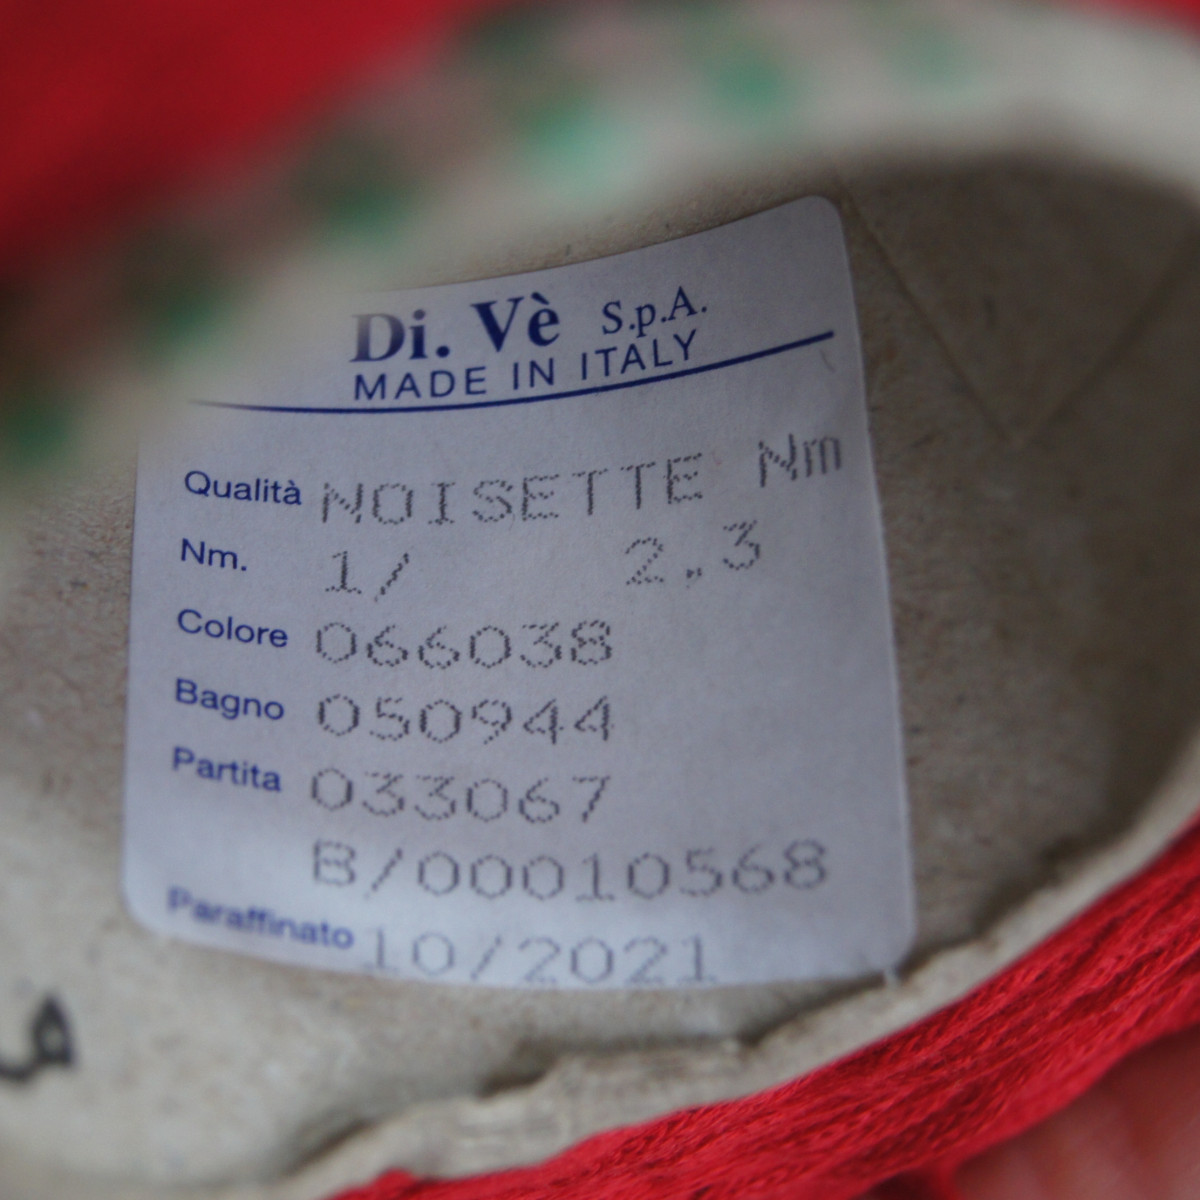 Di. Vè S.p.A.
MADE IN ITALY
Qualità NOISETTE Nm
Nm. 1/ 2,3
Colore 066038
Bagno 050944
Partita 033067
B/00010568
Paraffinato 10/2021